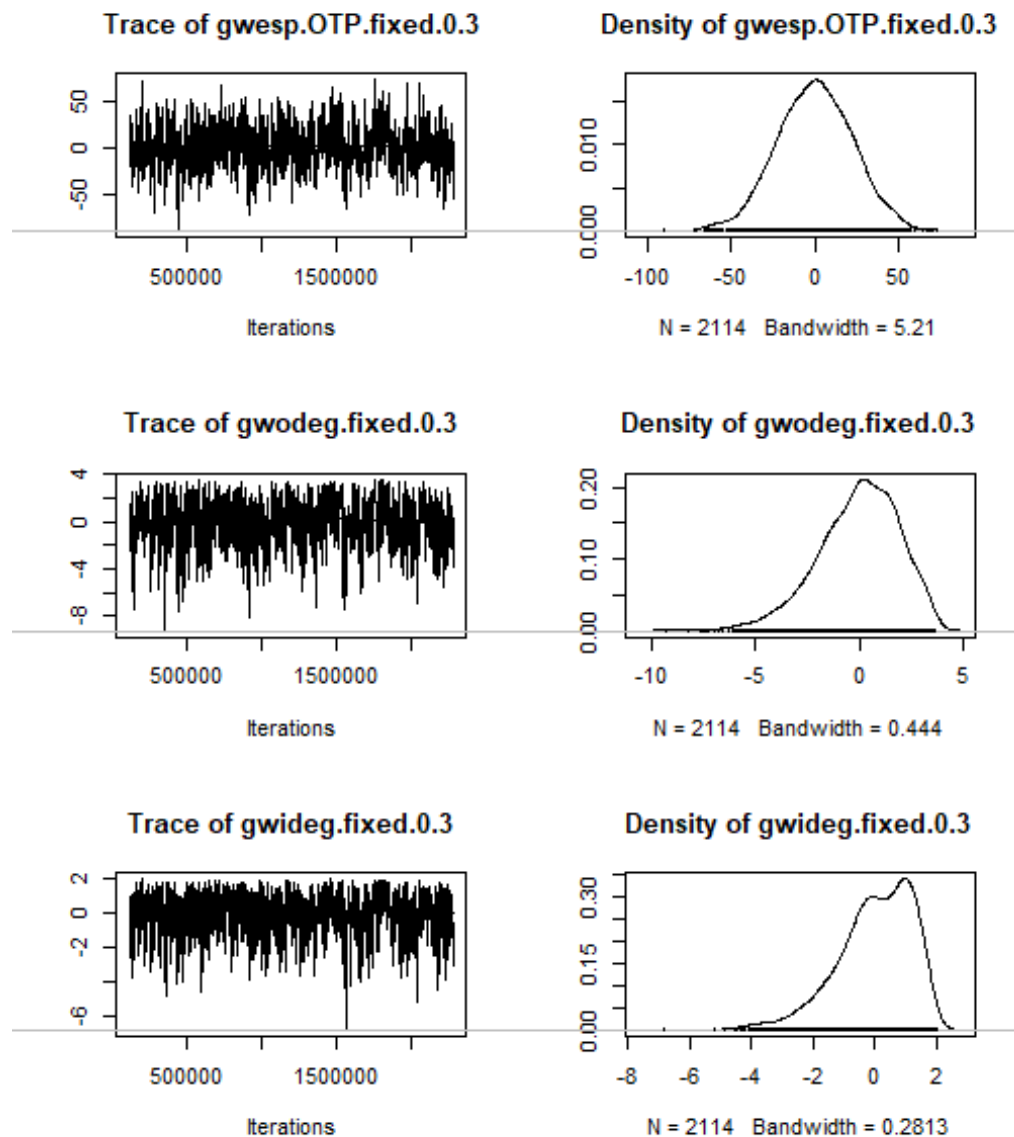 Trace of gwesp.OTP.fixed.0.3
50
0
-50
500000 1500000
Iterations
Density of gwesp.OTP.fixed.0.3
0.010
0.000
-100 -50 0 50
N = 2114 Bandwidth = 5.21
Trace of gwodeg.fixed.0.3
4
0
-4
-8
500000 1500000
Iterations
Density of gwodeg.fixed.0.3
0.20
0.10
0.00
-10 -5 0 5
N = 2114 Bandwidth = 0.444
Trace of gwideg.fixed.0.3
2
0
-2
-6
500000 1500000
Iterations
Density of gwideg.fixed.0.3
0.30
0.15
0.00
-8 -6 -4 -2 0 2
N = 2114 Bandwidth = 0.2813